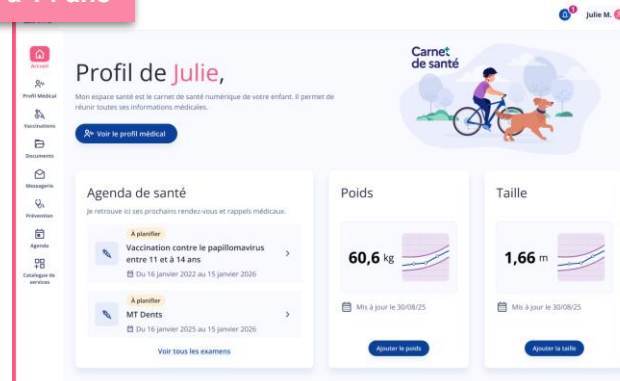 à 14 ans
1
Julie M.
Accueil
Profil Médical
Vaccinations
Documents
Messagerie
Prévention
Agenda
Catalogue de
services
Profil de Julie,
Mon espace santé est le carnet de santé numérique de votre enfant. Il permet de
réunir toutes ses informations médicales.
Voir le profil médical
Carnet
de santé
Agenda de santé
Je retrouve ici ses prochains rendez-vous et rappels médicaux.
À planifier
Vaccination contre le papillomavirus
entre 11 et à 14 ans
Du 16 janvier 2022 au 15 janvier 2026
À planifier
MT Dents
Du 16 janvier 2025 au 15 janvier 2026
Voir tous les examens
Poids
60,6 kg
Mis à jour le 30/08/25
Ajouter le poids
Taille
1,66 m
Mis à jour le 30/08/25
Ajouter la taille